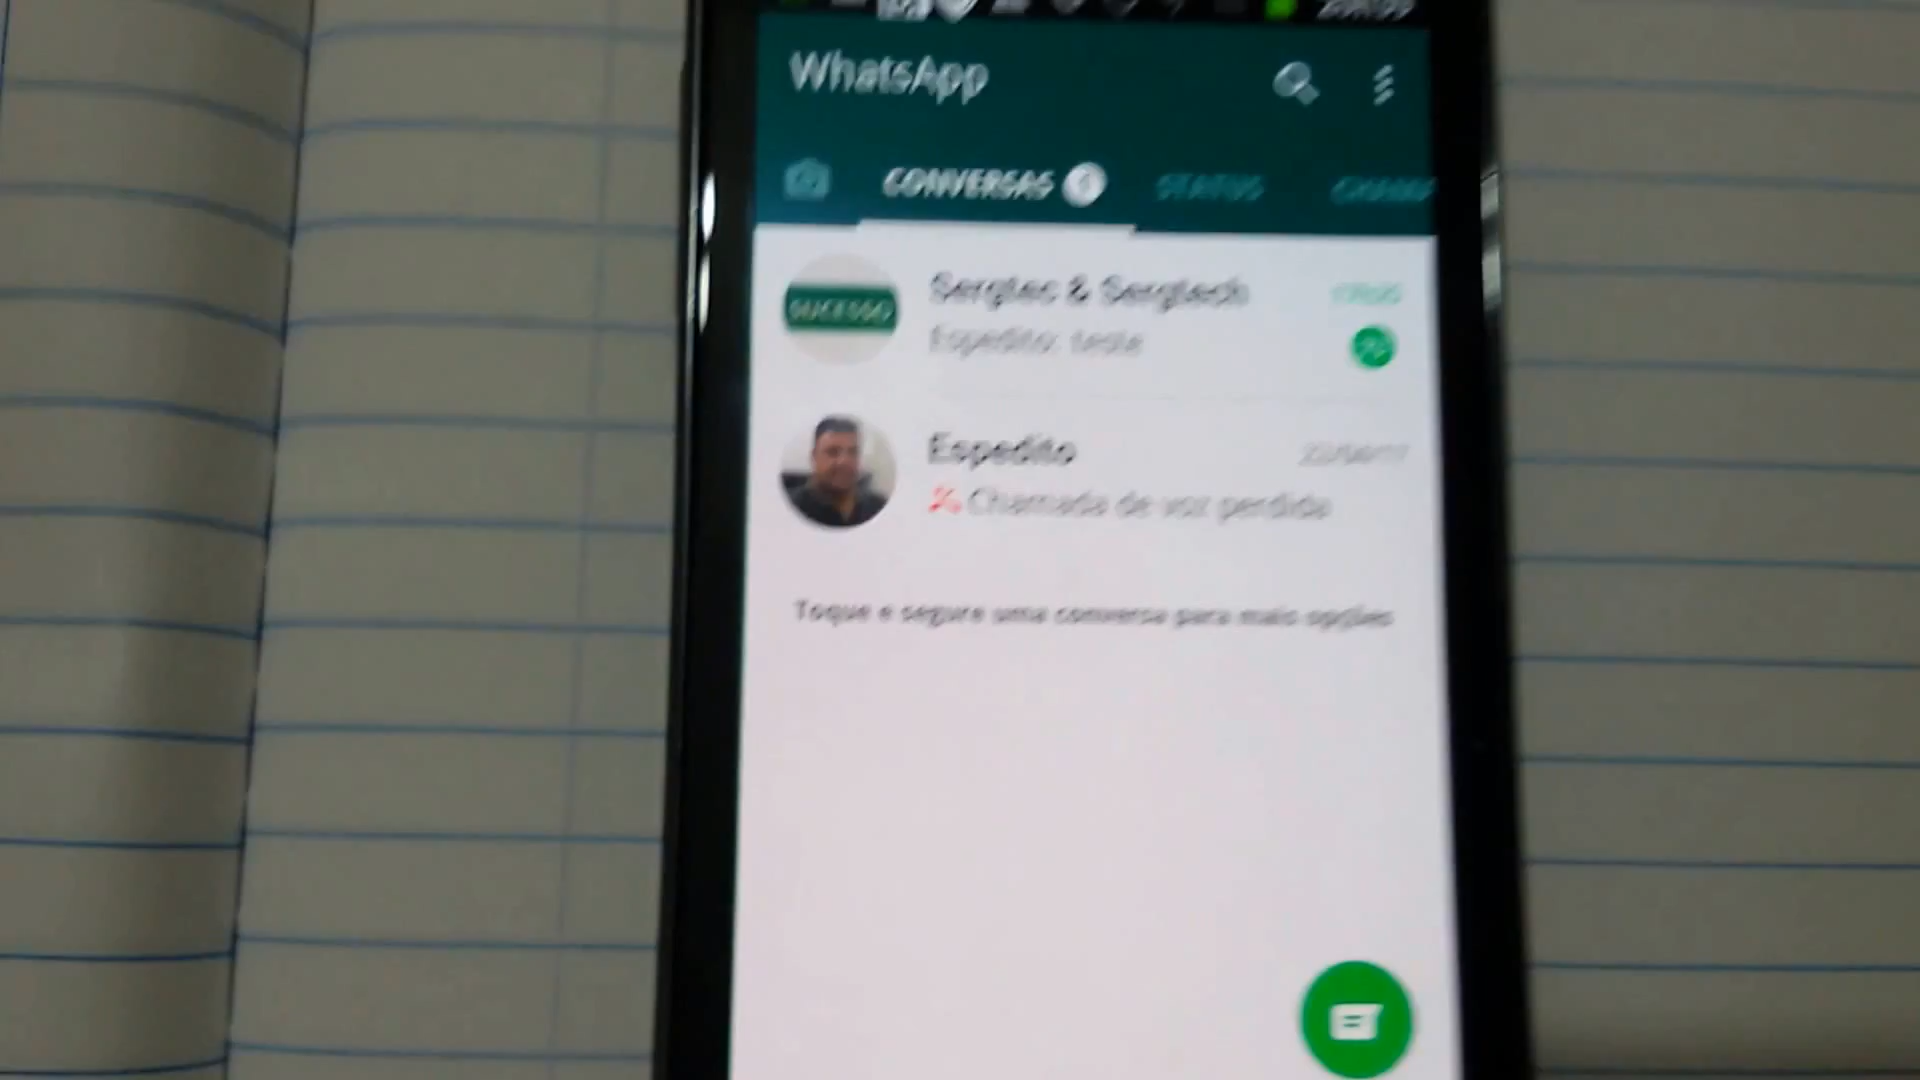 WhatsApp
CONVERSAS STATUS
SUCESSO
Sergtec & Sergtech
Espedito: teste
Espedito
Chamada de voz perdida
Toque e segure uma conversa para mais opções